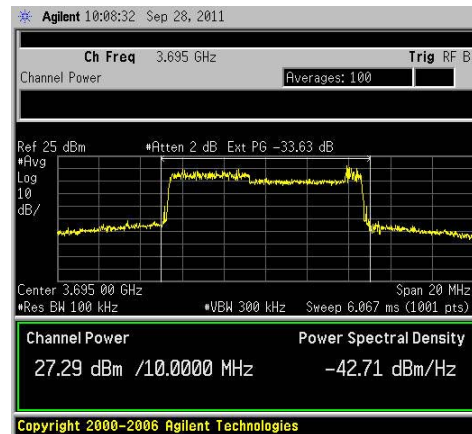 Agilent 10:08:32 Sep 28, 2011
Ch Freq 3.695 GHz Trig RF B
Channel Power Averages: 100
Ref 25 dBm #Atten 2 dB Ext PG -33.63 dB
#Avg
Log
10
dB/
Center 3.695 00 GHz Span 20 MHz
#Res BW 100 kHz #VBW 300 kHz Sweep 6.067 ms (1001 pts)
Channel Power Power Spectral Density
27.29 dBm /10.0000 MHz -42.71 dBm/Hz
Copyright 2000-2006 Agilent Technologies